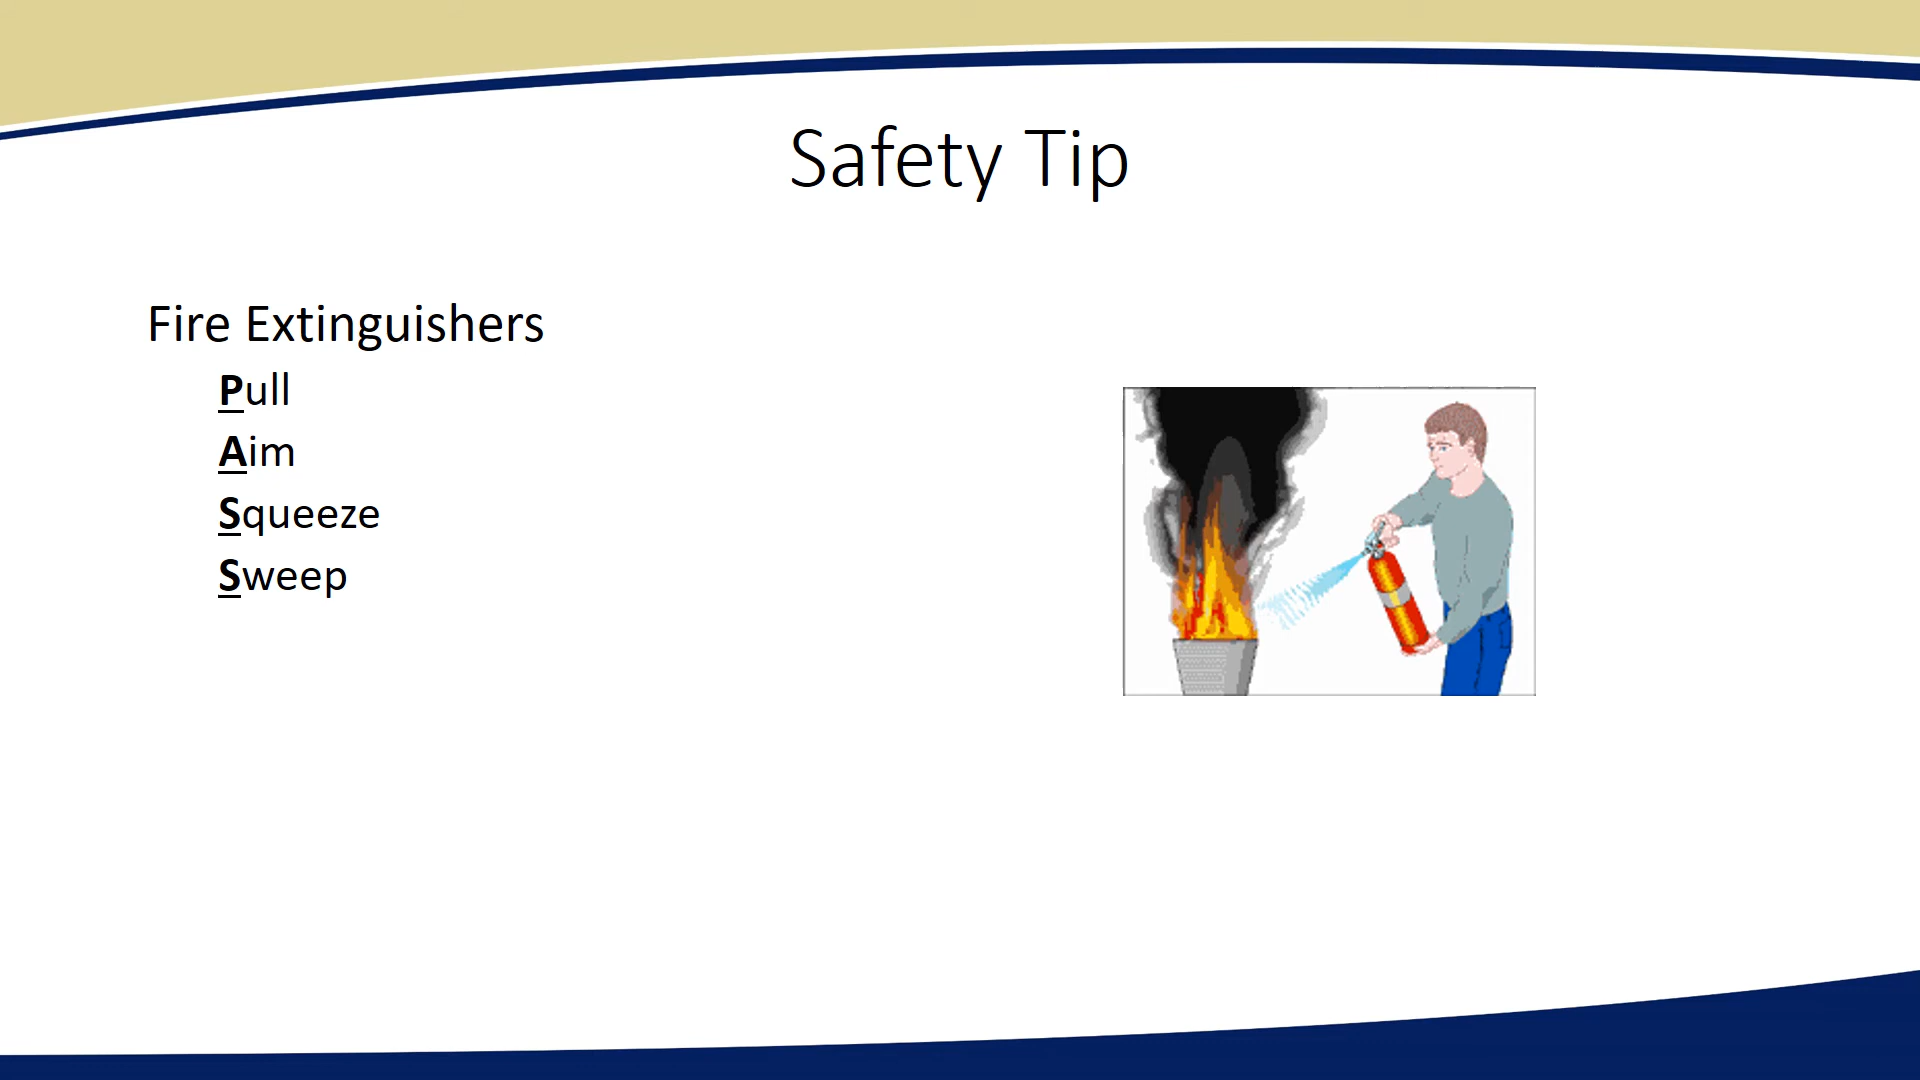 Safety Tip
Fire Extinguishers
Pull
Aim
Squeeze
Sweep